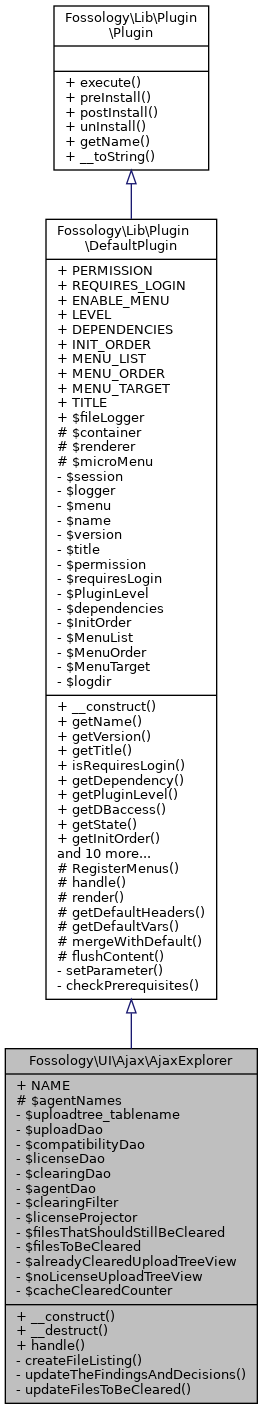 Fossology\Lib\Plugin
\Plugin
+ execute()
+ preInstall()
+ postInstall()
+ unInstall()
+ getName()
+ __toString()
Fossology\Lib\Plugin
\DefaultPlugin
+ PERMISSION
+ REQUIRES_LOGIN
+ ENABLE_MENU
+ LEVEL
+ DEPENDENCIES
+ INIT_ORDER
+ MENU_LIST
+ MENU_ORDER
+ MENU_TARGET
+ TITLE
+ $fileLogger
# $container
# $renderer
# $microMenu
- $session
- $logger
- $menu
- $name
- $version
- $title
- $permission
- $requiresLogin
- $PluginLevel
- $dependencies
- $InitOrder
- $MenuList
- $MenuOrder
- $MenuTarget
- $logdir
+ __construct()
+ getName()
+ getVersion()
+ getTitle()
+ isRequiresLogin()
+ getDependency()
+ getPluginLevel()
+ getDBaccess()
+ getState()
+ getInitOrder()
and 10 more...
# RegisterMenus()
# handle()
# render()
# getDefaultHeaders()
# getDefaultVars()
# mergeWithDefault()
# flushContent()
- setParameter()
- checkPrerequisites()
Fossology\UI\Ajax\AjaxExplorer
+ NAME
# $agentNames
- $uploadtree_tablename
- $uploadDao
- $compatibilityDao
- $licenseDao
- $clearingDao
- $agentDao
- $clearingFilter
- $licenseProjector
- $filesThatShouldStillBeCleared
- $filesToBeCleared
- $alreadyClearedUploadTreeView
- $noLicenseUploadTreeView
- $cacheClearedCounter
+ __construct()
+ __destruct()
+ handle()
- createFileListing()
- updateTheFindingsAndDecisions()
- updateFilesToBeCleared()